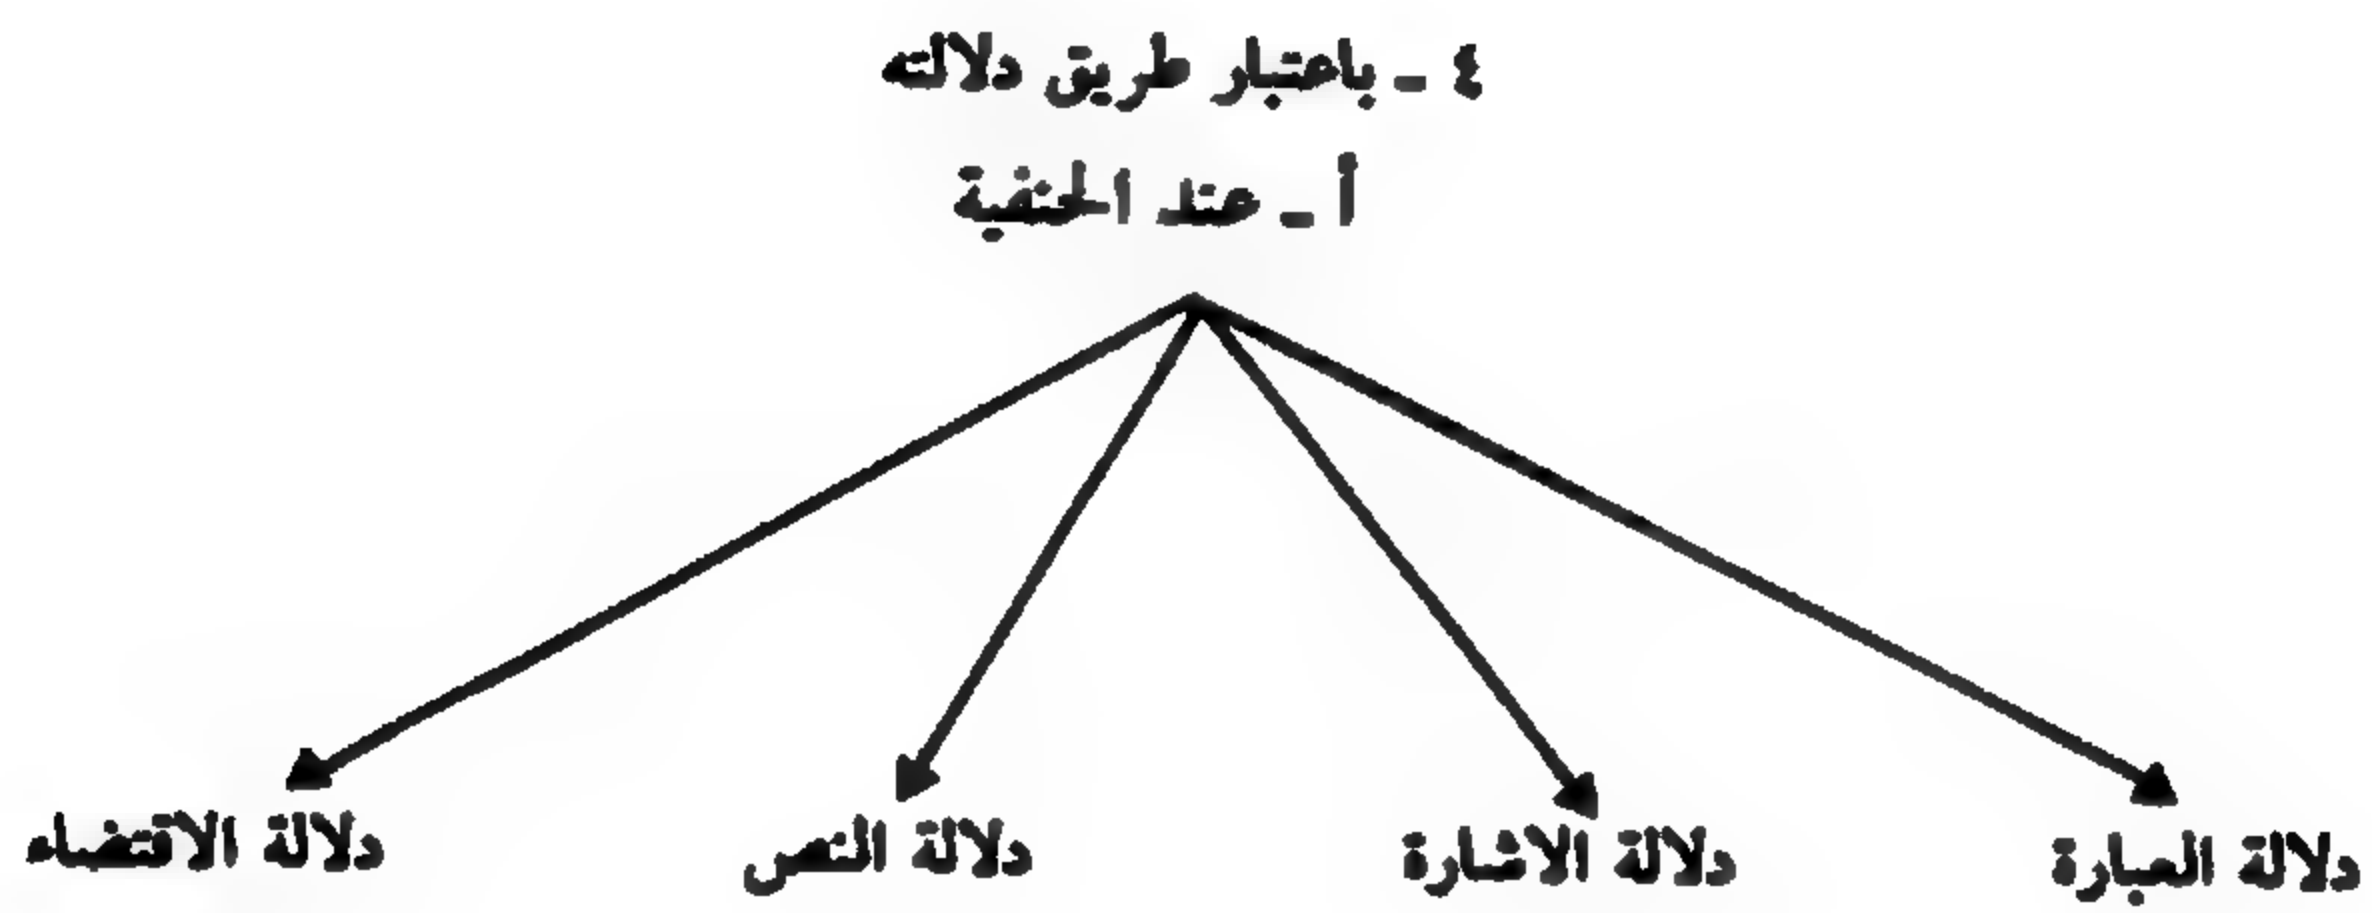 ٤ ـ باعتبار طريق دلالته
أ ـ عند الحنفية
دلالة العبارة
دلالة الاشارة
دلالة النص
دلالة الاقتضاء